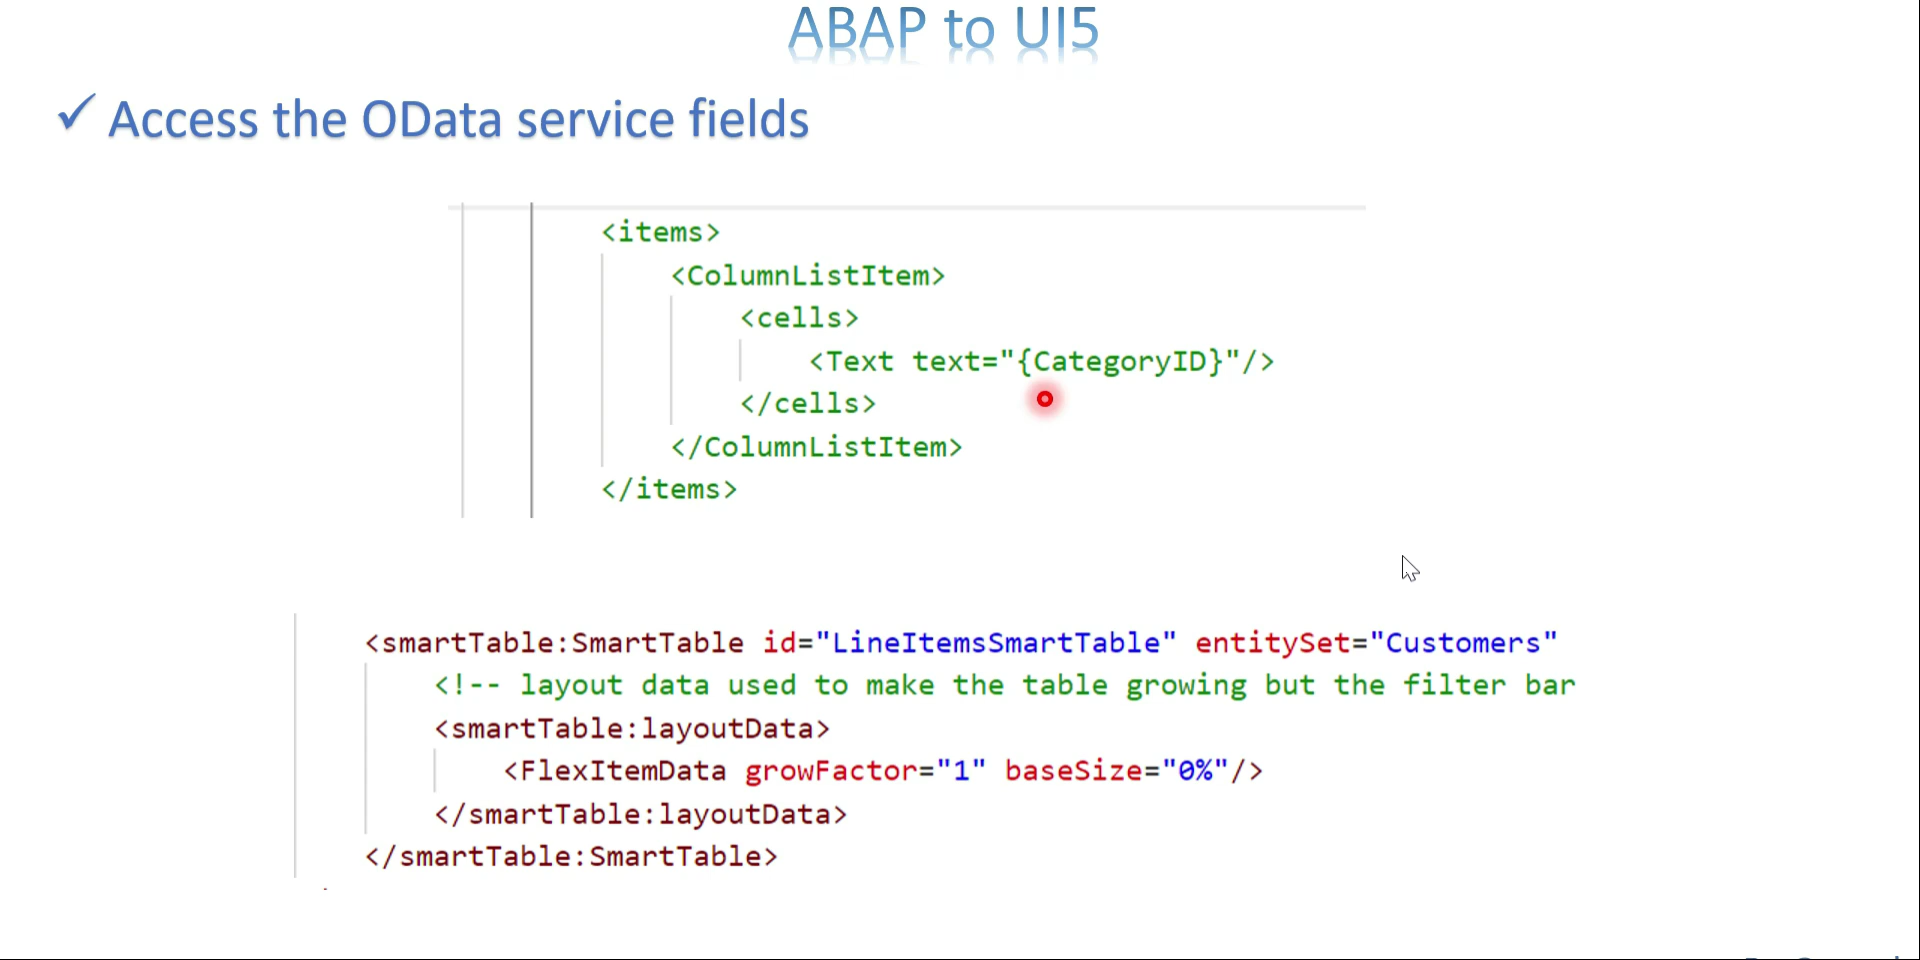 ABAP to UI5
✓ Access the OData service fields
<items>
<ColumnListItem>
<cells>
<Text text="{CategoryID}"/>
</cells>
</ColumnListItem>
</items>
<smartTable:SmartTable id="LineItemsSmartTable" entitySet="Customers"
<!-- layout data used to make the table growing but the filter bar
<smartTable:layoutData>
<FlexItemData growFactor="1" baseSize="0%"/>
</smartTable:layoutData>
</smartTable:SmartTable>